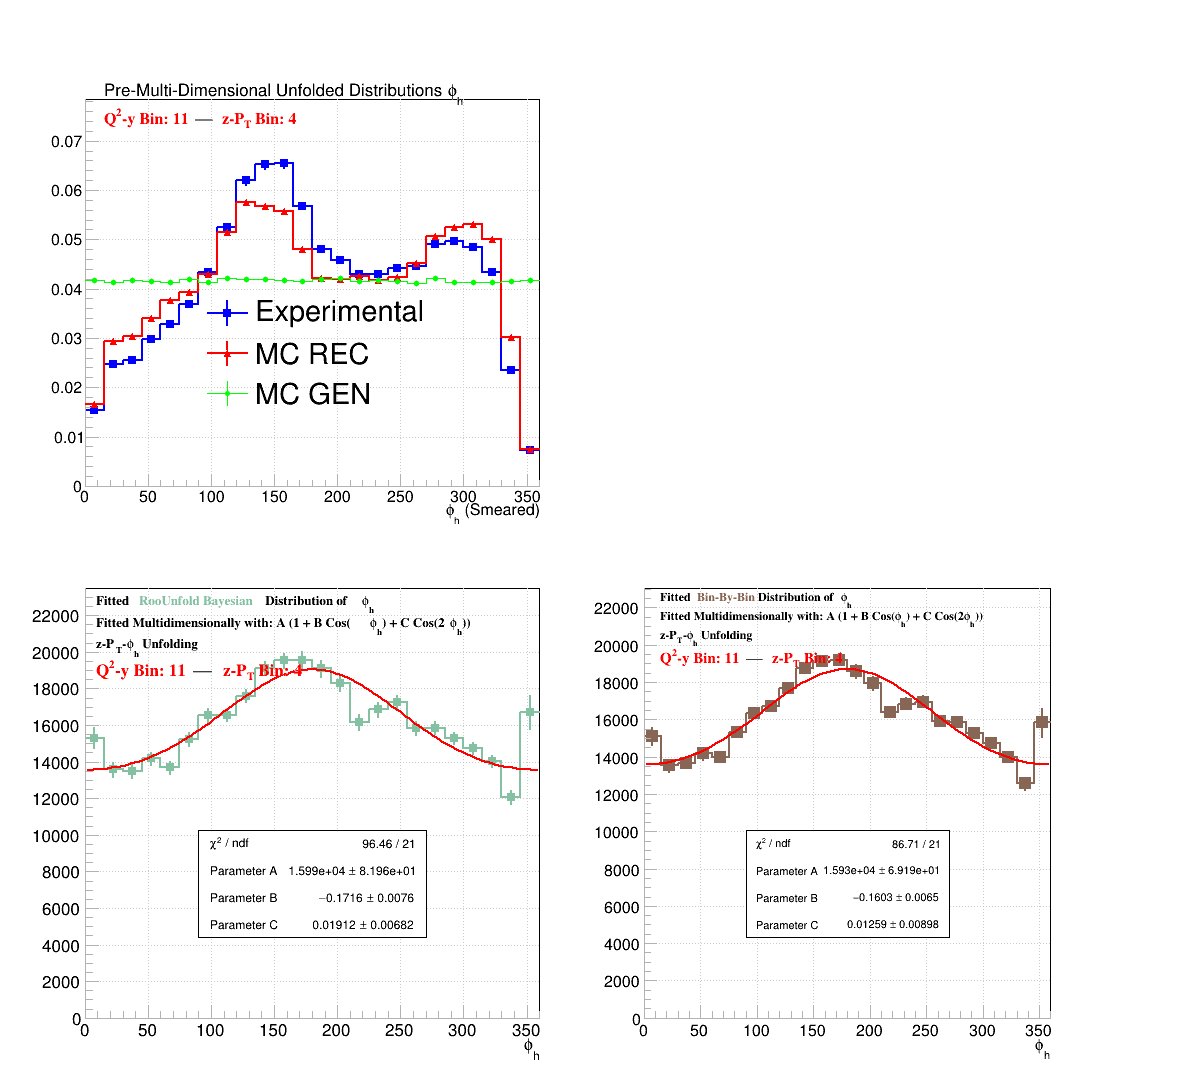 Pre-Multi-Dimensional Unfolded Distributions ϕh
Q²-y Bin: 11 — z-PT Bin: 4
0.07
0.06
0.05
0.04
0.03
0.02
0.01
0
Experimental
MC REC
MC GEN
0 50 100 150 200 250 300 350
ϕh (Smeared)
Fitted RooUnfold Bayesian Distribution of ϕh
Fitted Multidimensionally with: A (1 + B Cos( ϕh) + C Cos(2 ϕh))
z-PT-ϕh Unfolding
Q²-y Bin: 11 — z-PT Bin: 4
22000
20000
18000
16000
14000
12000
10000
8000
6000
4000
2000
0
χ² / ndf 96.46 / 21
Parameter A 1.599e+04 ± 8.196e+01
Parameter B −0.1716 ± 0.0076
Parameter C 0.01912 ± 0.00682
0 50 100 150 200 250 300 350
ϕh
Fitted Bin-By-Bin Distribution of ϕh
Fitted Multidimensionally with: A (1 + B Cos(ϕh) + C Cos(2ϕh))
z-PT-ϕh Unfolding
Q²-y Bin: 11 — z-PT Bin: 4
22000
20000
18000
16000
14000
12000
10000
8000
6000
4000
2000
0
χ² / ndf 86.71 / 21
Parameter A 1.593e+04 ± 6.919e+01
Parameter B −0.1603 ± 0.0065
Parameter C 0.01259 ± 0.00898
0 50 100 150 200 250 300 350
ϕh